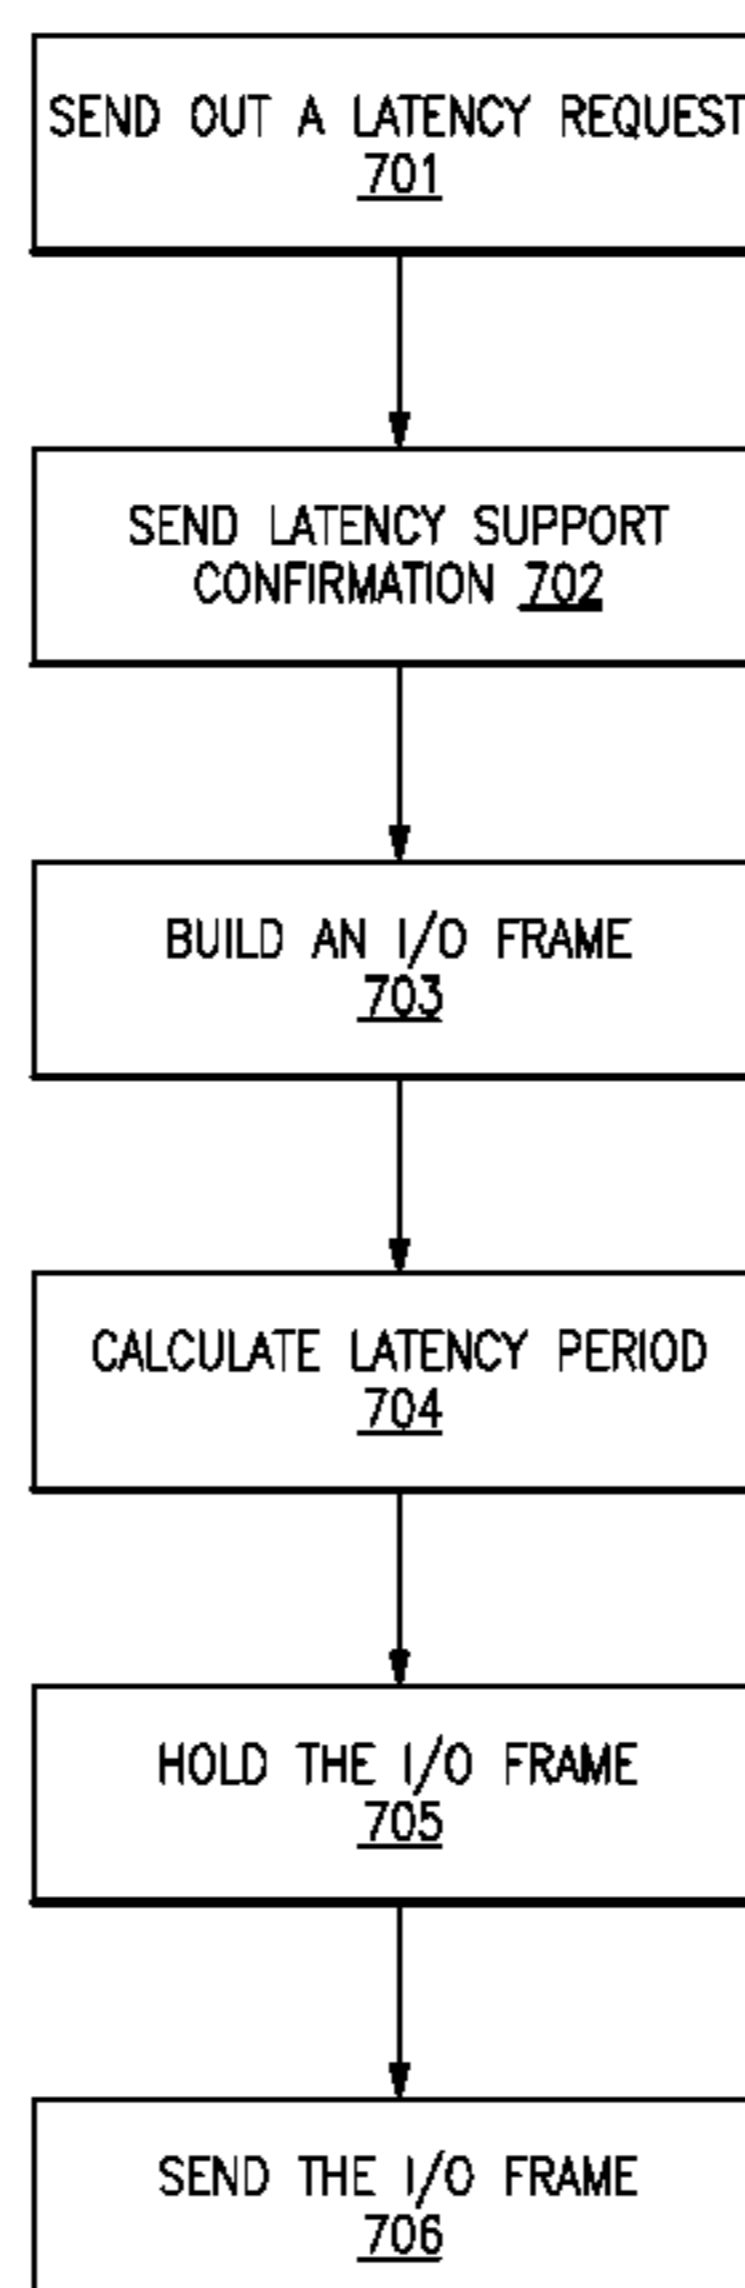 SEND OUT A LATENCY REQUEST
701
SEND LATENCY SUPPORT
CONFIRMATION 702
BUILD AN I/O FRAME
703
CALCULATE LATENCY PERIOD
704
HOLD THE I/O FRAME
705
SEND THE I/O FRAME
706